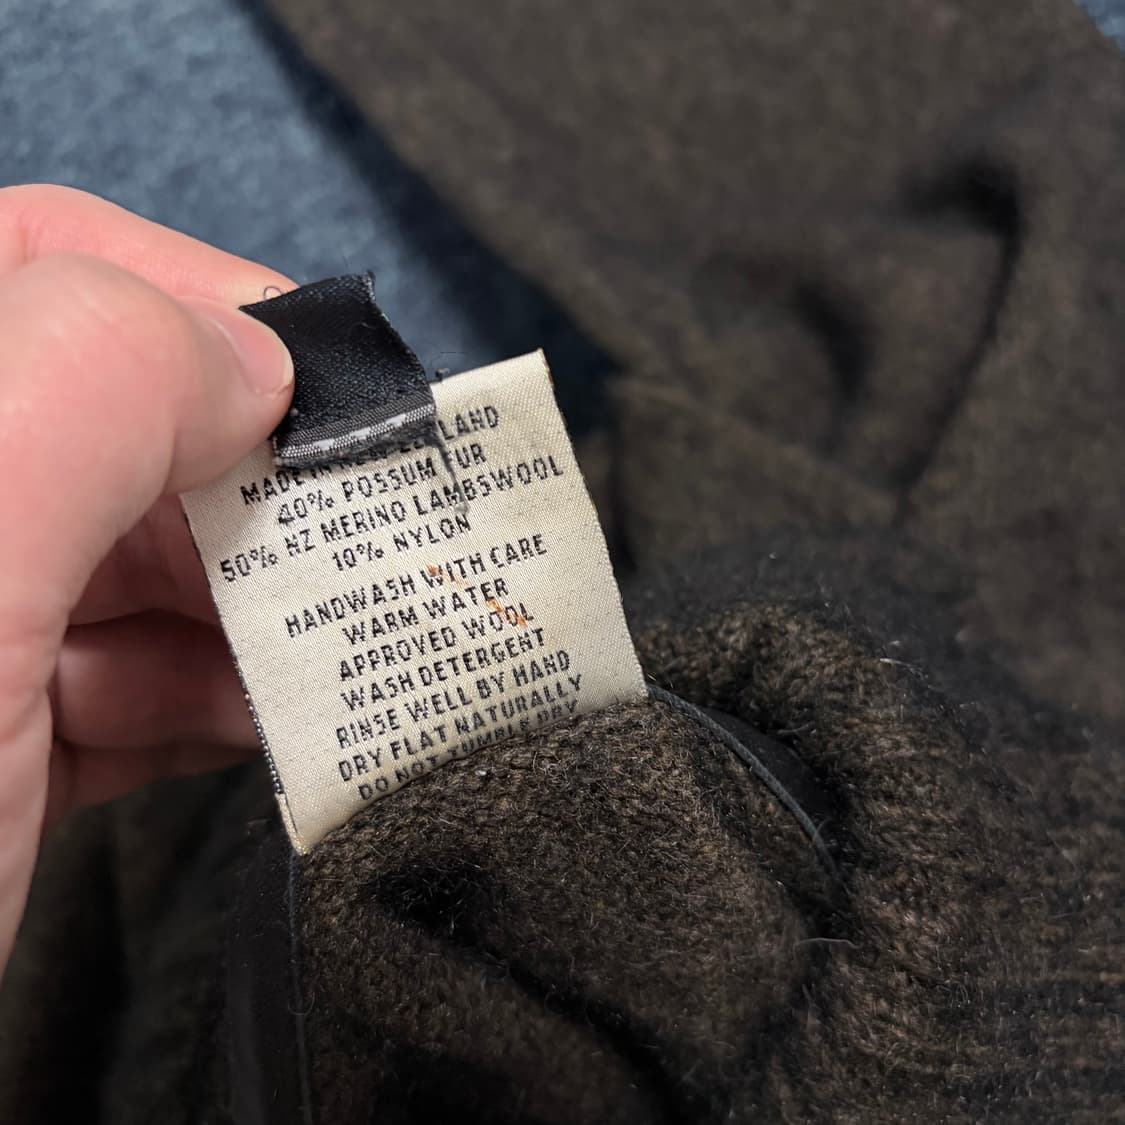 MADE IN NEW ZEALAND
40% POSSUM FUR
50% NZ MERINO LAMBSWOOL
10% NYLON
HANDWASH WITH CARE
WARM WATER
APPROVED WOOL
WASH DETERGENT
RINSE WELL BY HAND
DRY FLAT NATURALLY
DO NOT TUMBLE DRY